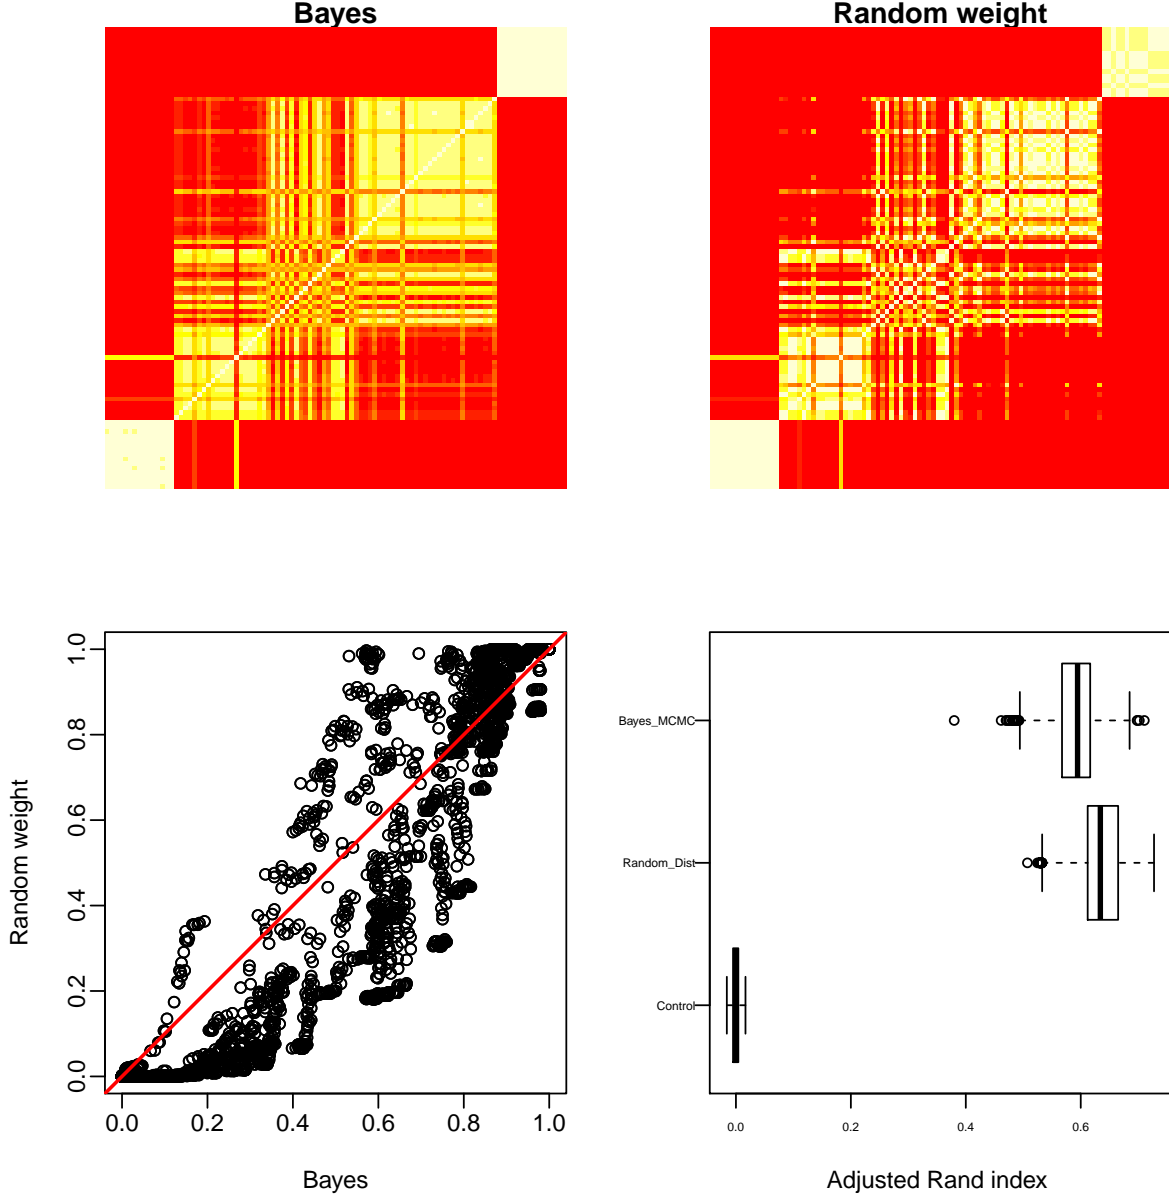 Bayes
Random weight
Random weight
1.0
0.8
0.6
0.4
0.2
0.0
0.0 0.2 0.4 0.6 0.8 1.0
Bayes
Bayes_MCMC
Random_Dist
Control
0.0 0.2 0.4 0.6
Adjusted Rand index